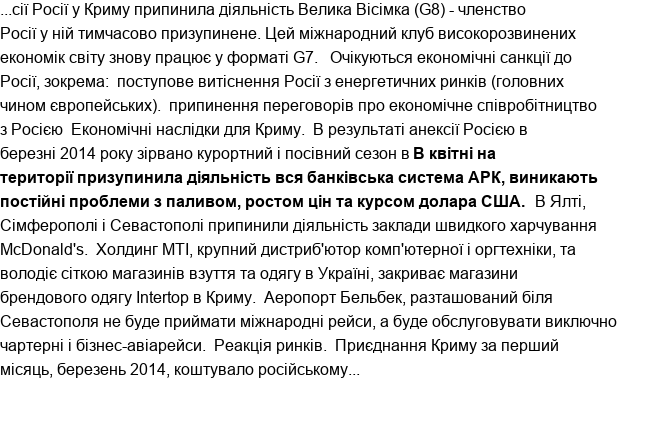 ...сії Росії у Криму припинила діяльність Велика Вісімка (G8) - членство
Росії у ній тимчасово призупинене. Цей міжнародний клуб високорозвинених
економік світу знову працює у форматі G7.   Очікуються економічні санкції до
Росії, зокрема:  поступове витіснення Росії з енергетичних ринків (головних
чином європейських).  припинення переговорів про економічне співробітництво
з Росією  Економічні наслідки для Криму.  В результаті анексії Росією в
березні 2014 року зірвано курортний і посівний сезон в В квітні на
території призупинила діяльність вся банківська система АРК, виникають
постійні проблеми з паливом, ростом цін та курсом долара США.  В Ялті,
Сімферополі і Севастополі припинили діяльність заклади швидкого харчування
McDonald's.  Холдинг МТІ, крупний дистриб'ютор комп'ютерної і оргтехніки, та
володіє сіткою магазинів взуття та одягу в Україні, закриває магазини
брендового одягу Intertop в Криму.  Аеропорт Бельбек, разташований біля
Севастополя не буде приймати міжнародні рейси, а буде обслуговувати виключно
чартерні і бізнес-авіарейси.  Реакція ринків.  Приєднання Криму за перший
місяць, березень 2014, коштувало російському...